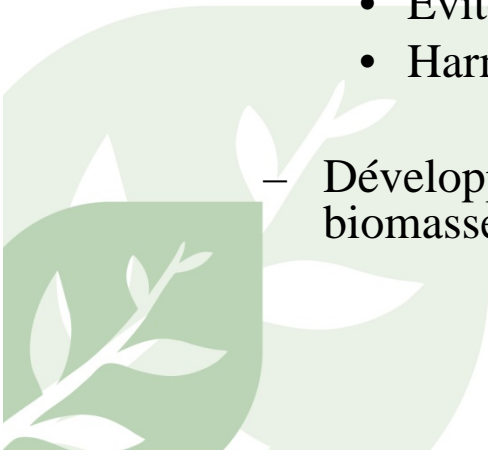 • Evit
• Harn
– Développ
biomasse